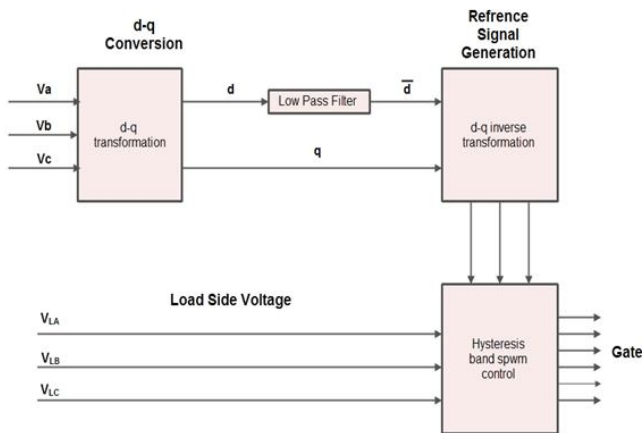 d-q
Conversion
Refrence
Signal
Generation
Va
Vb
Vc
d-q
transformation
d
Low Pass Filter
d̅
q
d-q inverse
transformation
Load Side Voltage
VLA
VLB
VLC
Hysteresis
band spwm
control
Gate